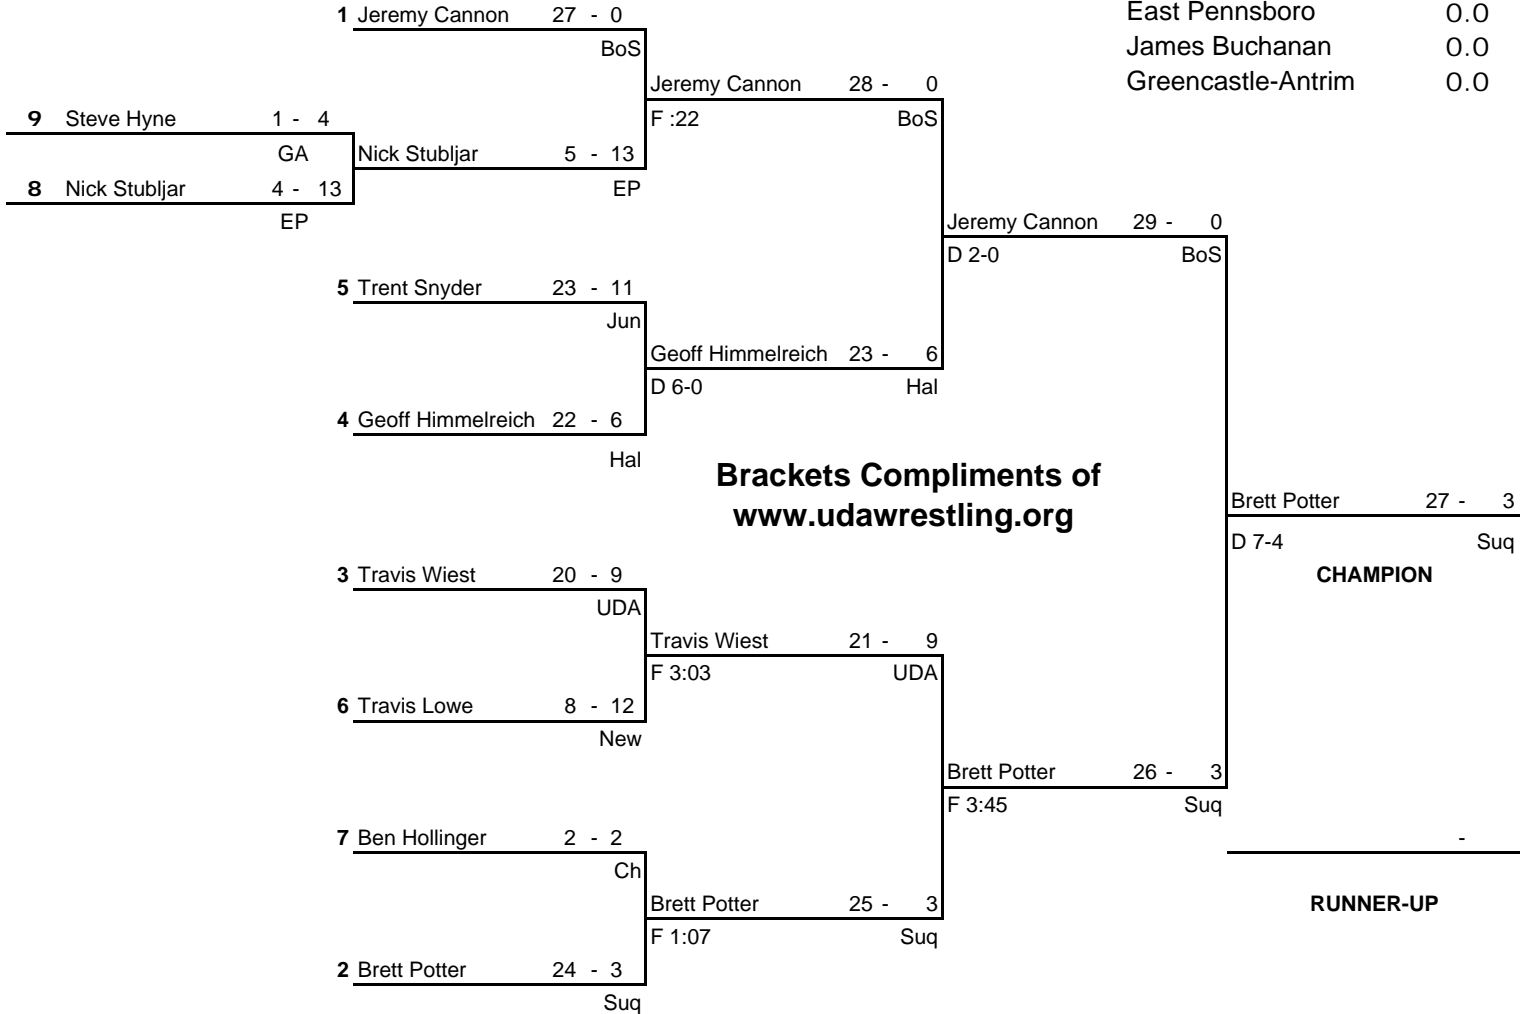 1 Jeremy Cannon 27 - 0
East Pennsboro 0.0
BoS
James Buchanan 0.0
Jeremy Cannon 28 - 0
Greencastle-Antrim 0.0
9 Steve Hyne 1 - 4
F :22 BoS
GA
Nick Stubljar 5 - 13
8 Nick Stubljar 4 - 13
EP
EP
Jeremy Cannon 29 - 0
D 2-0 BoS
5 Trent Snyder 23 - 11
Jun
Geoff Himmelreich 23 - 6
D 6-0 Hal
4 Geoff Himmelreich 22 - 6
Hal
Brackets Compliments of
www.udawrestling.org
Brett Potter 27 - 3
D 7-4 Suq
CHAMPION
3 Travis Wiest 20 - 9
UDA
Travis Wiest 21 - 9
F 3:03 UDA
6 Travis Lowe 8 - 12
New
Brett Potter 26 - 3
F 3:45 Suq
7 Ben Hollinger 2 - 2
-
Ch
Brett Potter 25 - 3
RUNNER-UP
F 1:07 Suq
2 Brett Potter 24 - 3
Suq